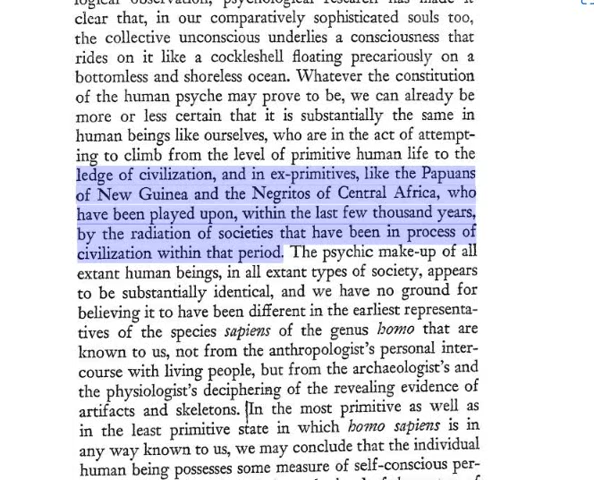 logical observation, psychological research has made it
clear that, in our comparatively sophisticated souls too,
the collective unconscious underlies a consciousness that
rides on it like a cockleshell floating precariously on a
bottomless and shoreless ocean. Whatever the constitution
of the human psyche may prove to be, we can already be
more or less certain that it is substantially the same in
human beings like ourselves, who are in the act of attempt-
ing to climb from the level of primitive human life to the
ledge of civilization, and in ex-primitives, like the Papuans
of New Guinea and the Negritos of Central Africa, who
have been played upon, within the last few thousand years,
by the radiation of societies that have been in process of
civilization within that period. The psychic make-up of all
extant human beings, in all extant types of society, appears
to be substantially identical, and we have no ground for
believing it to have been different in the earliest representa-
tives of the species sapiens of the genus homo that are
known to us, not from the anthropologist's personal inter-
course with living people, but from the archaeologist's and
the physiologist's deciphering of the revealing evidence of
artifacts and skeletons. In the most primitive as well as
in the least primitive state in which homo sapiens is in
any way known to us, we may conclude that the individual
human being possesses some measure of self-conscious per-